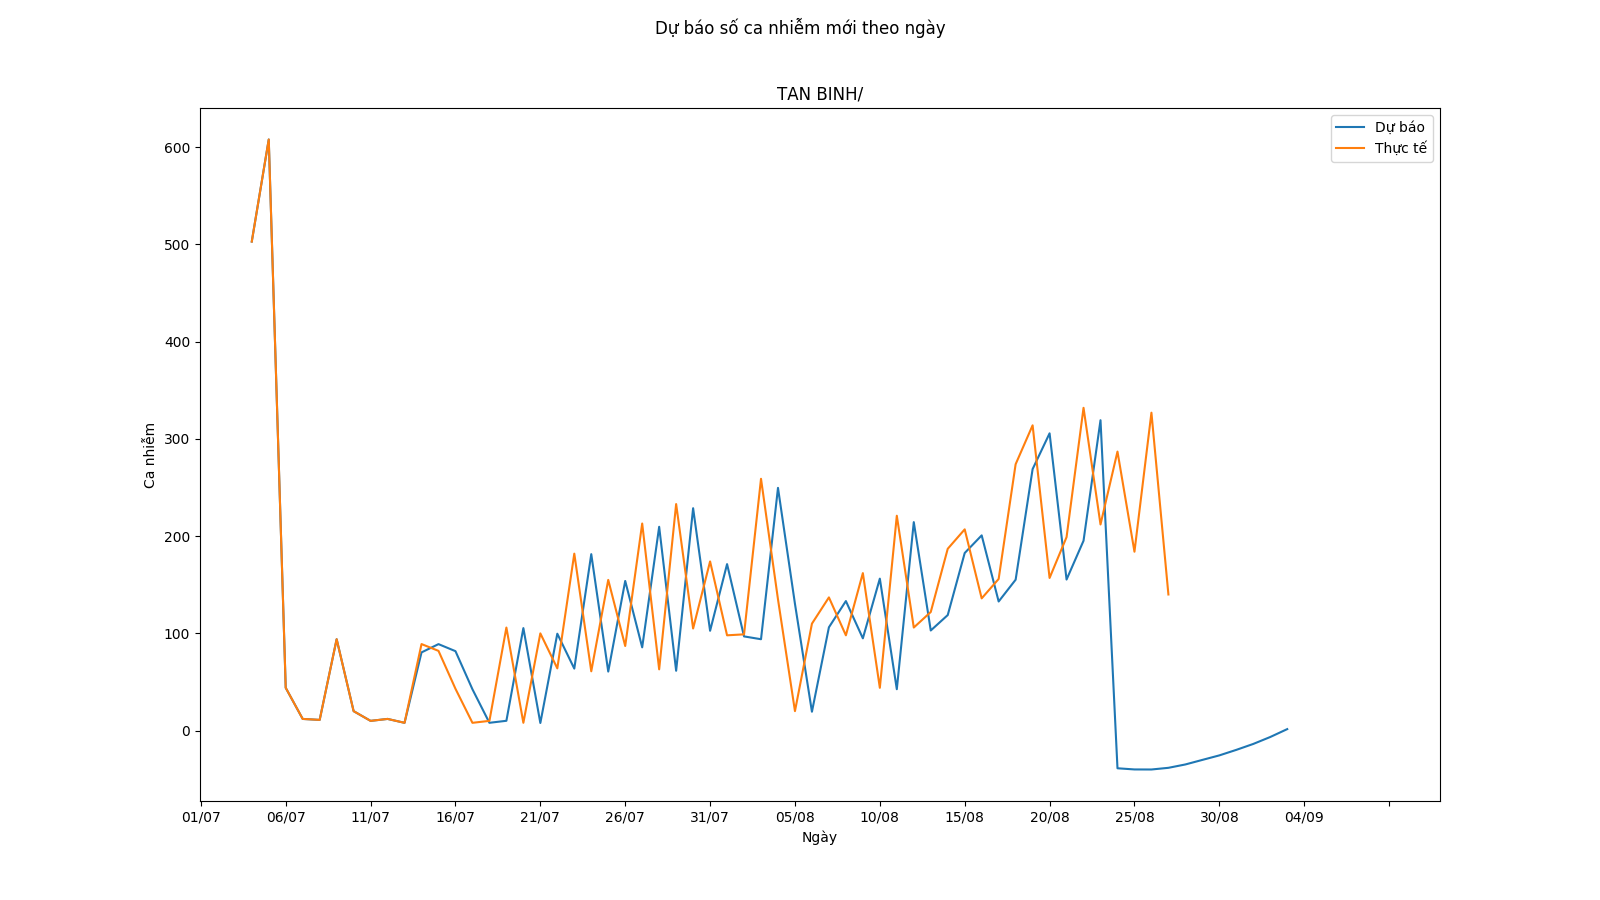 Dự báo số ca nhiễm mới theo ngày
TAN BINH/
Dự báo
Thực tế
600
500
400
300
200
100
0
Ca nhiễm
01/07 06/07 11/07 16/07 21/07 26/07 31/07 05/08 10/08 15/08 20/08 25/08 30/08 04/09
Ngày